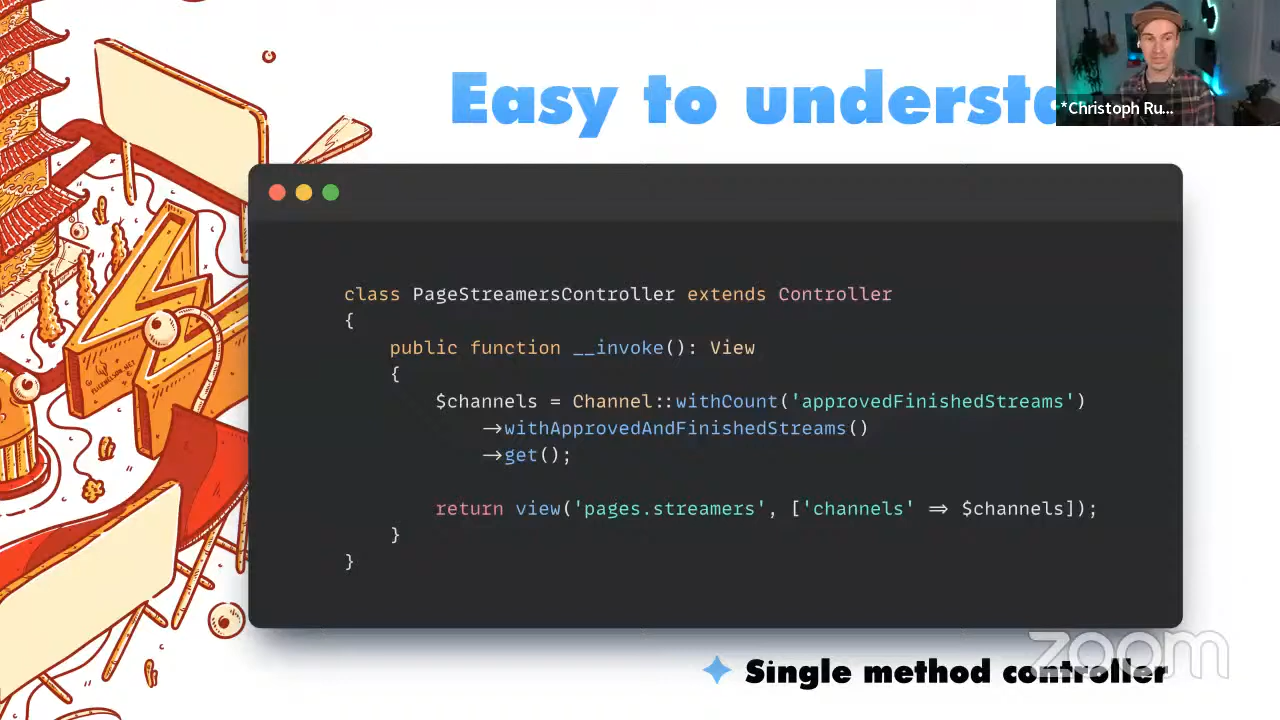 Easy to understa
*Christoph Ru...
class PageStreamersController extends Controller
{
public function __invoke(): View
{
$channels = Channel::withCount('approvedFinishedStreams')
->withApprovedAndFinishedStreams()
->get();
return view('pages.streamers', ['channels' => $channels]);
}
}
Single method controller
zoom